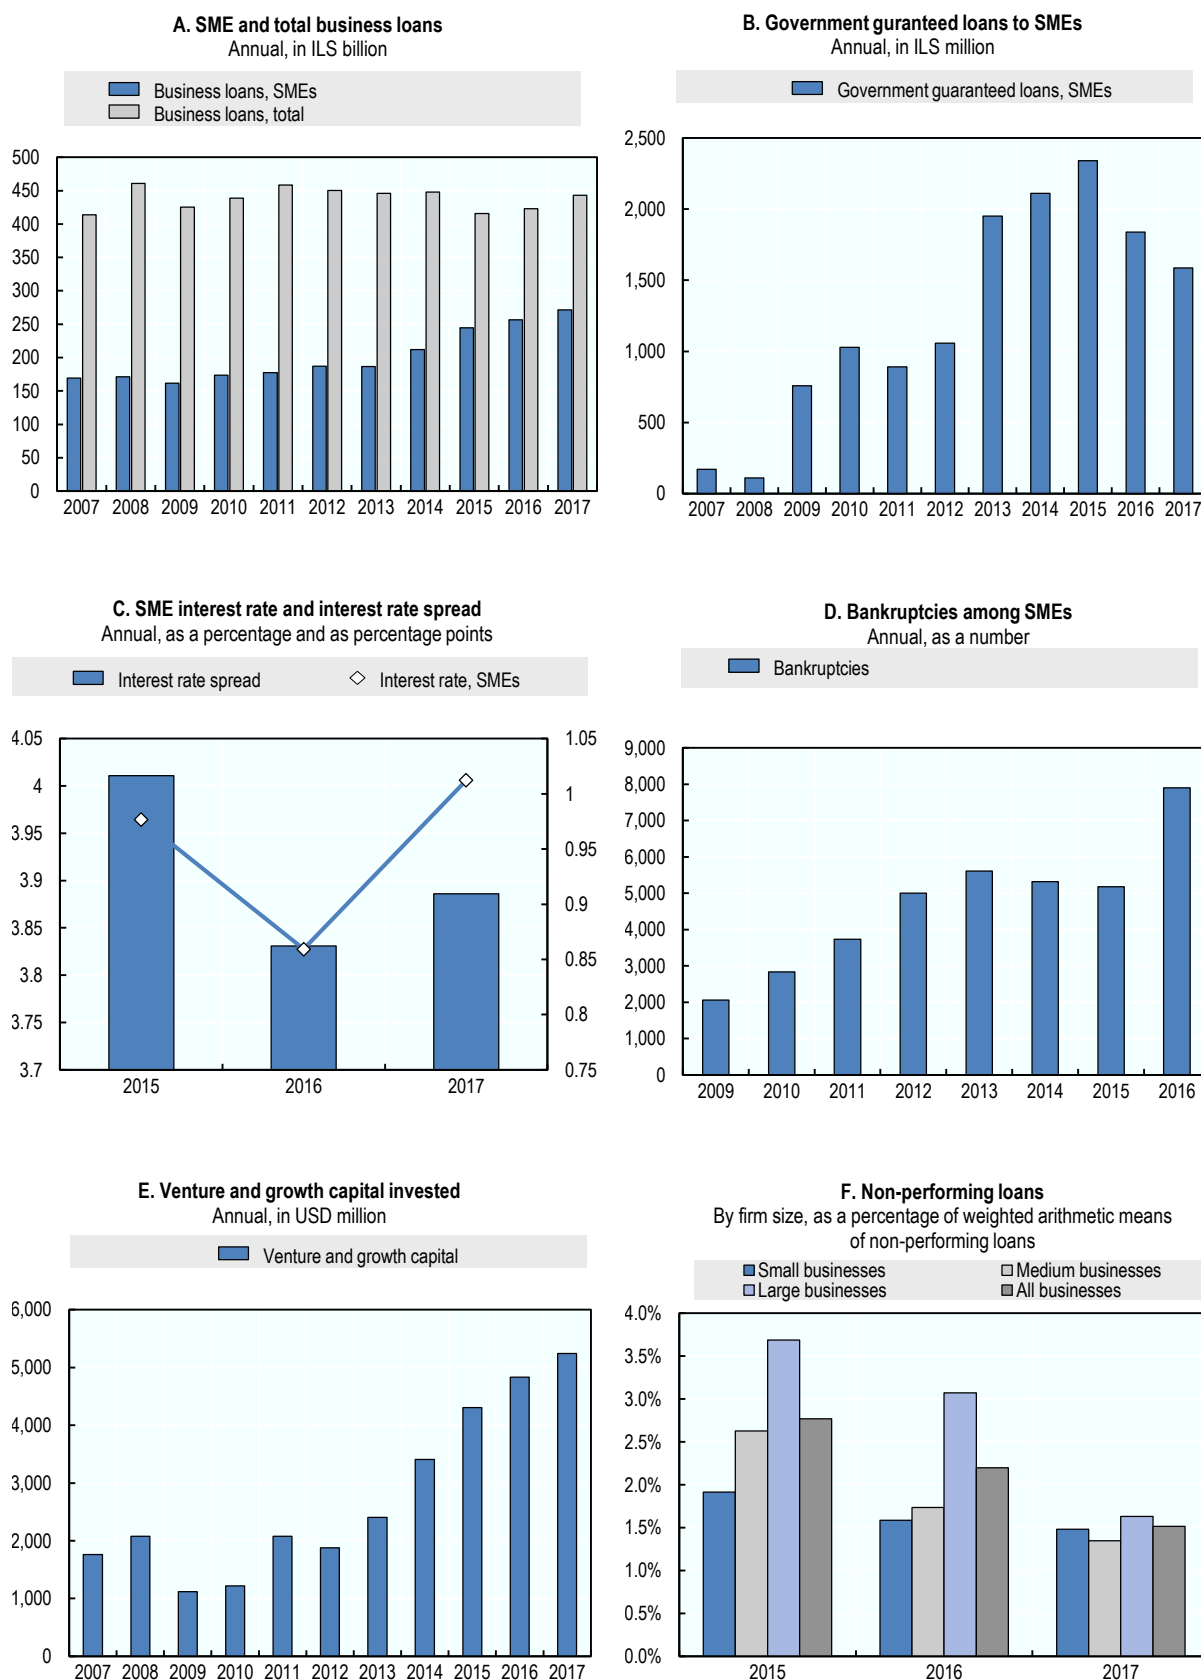 A. SME and total business loans
Annual, in ILS billion
Business loans, SMEs
Business loans, total
500
450
400
350
300
250
200
150
100
50
0
2007 2008 2009 2010 2011 2012 2013 2014 2015 2016 2017
B. Government guranteed loans to SMEs
Annual, in ILS million
Government guaranteed loans, SMEs
2,500
2,000
1,500
1,000
500
0
2007 2008 2009 2010 2011 2012 2013 2014 2015 2016 2017
C. SME interest rate and interest rate spread
Annual, as a percentage and as percentage points
Interest rate spread Interest rate, SMEs
4.05
4
3.95
3.9
3.85
3.8
3.75
3.7
1.05
1
0.95
0.9
0.85
0.8
0.75
2015 2016 2017
D. Bankruptcies among SMEs
Annual, as a number
Bankruptcies
9,000
8,000
7,000
6,000
5,000
4,000
3,000
2,000
1,000
0
2009 2010 2011 2012 2013 2014 2015 2016
E. Venture and growth capital invested
Annual, in USD million
Venture and growth capital
6,000
5,000
4,000
3,000
2,000
1,000
0
2007 2008 2009 2010 2011 2012 2013 2014 2015 2016 2017
F. Non-performing loans
By firm size, as a percentage of weighted arithmetic means
of non-performing loans
Small businesses Medium businesses
Large businesses All businesses
4.0%
3.5%
3.0%
2.5%
2.0%
1.5%
1.0%
0.5%
0.0%
2015 2016 2017